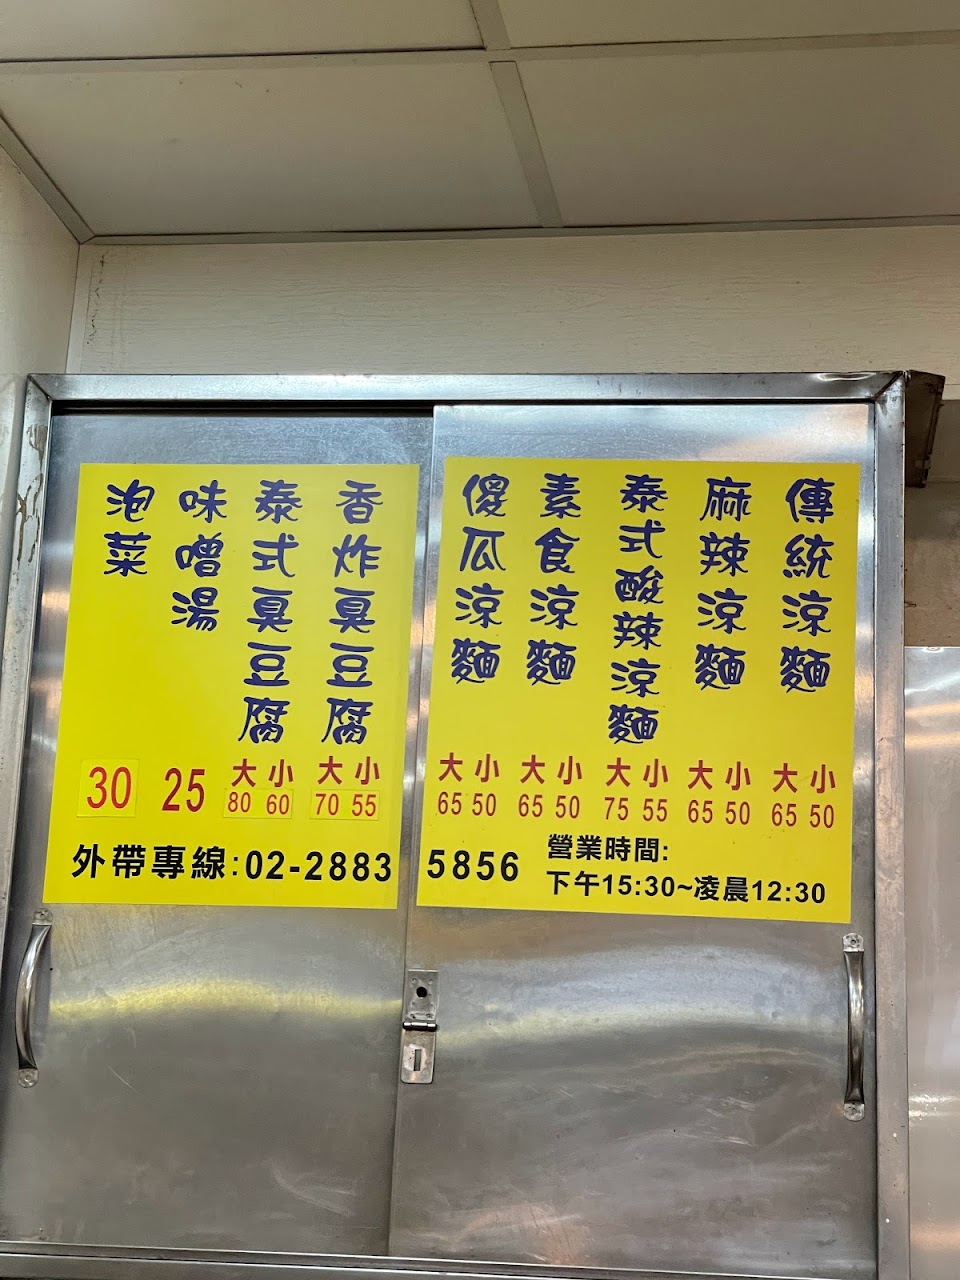 傳統涼麵
大 小
65 50
麻辣涼麵
大 小
65 50
泰式酸辣涼麵
大 小
75 55
素食涼麵
大 小
65 50
傻瓜涼麵
大 小
65 50
香炸臭豆腐
大 小
70 55
泰式臭豆腐
大 小
80 60
味噌湯
25
泡菜
30
外帶專線:02-2883 5856
營業時間:
下午15:30~凌晨12:30